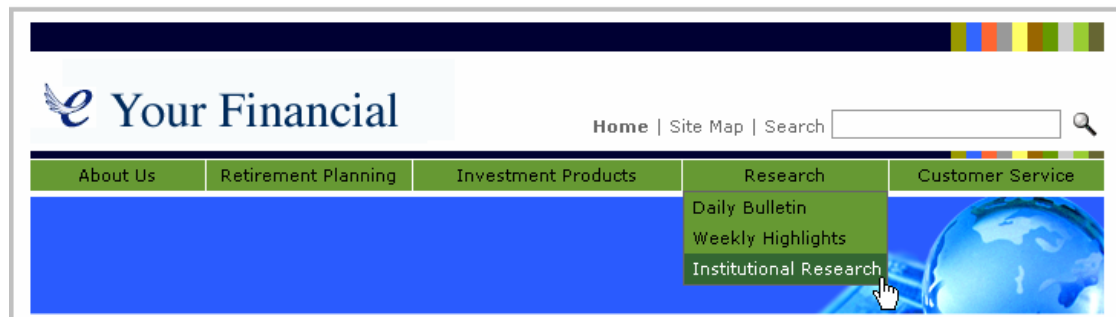 e Your Financial
Home | Site Map | Search
About Us Retirement Planning Investment Products Research Customer Service
Daily Bulletin
Weekly Highlights
Institutional Research